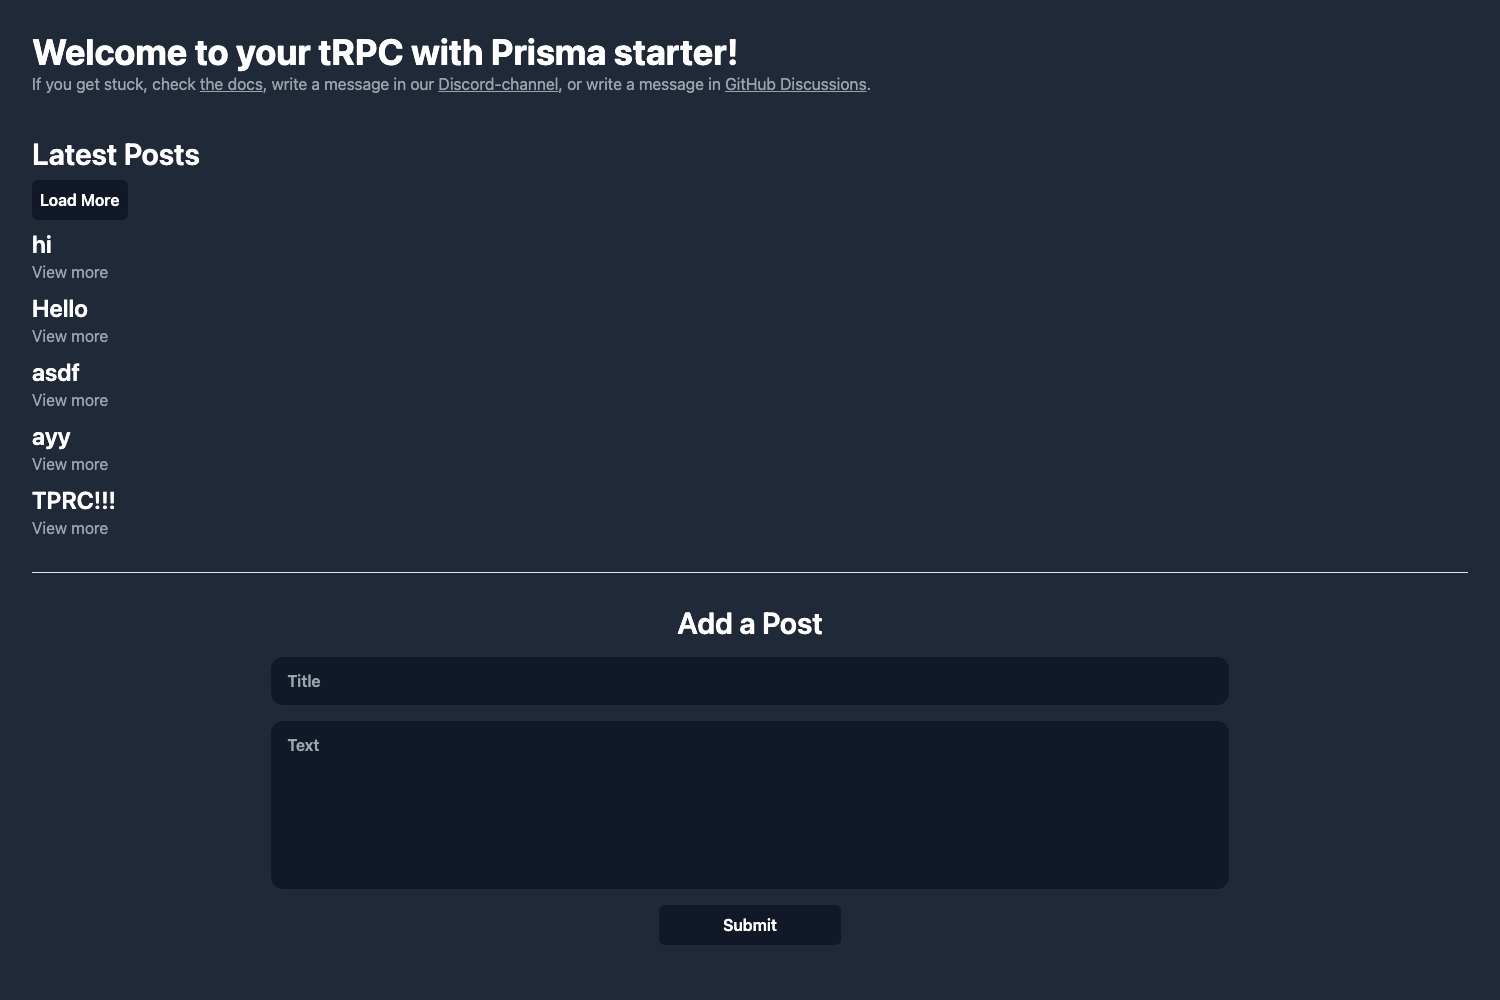 Welcome to your tRPC with Prisma starter!
If you get stuck, check the docs, write a message in our Discord-channel, or write a message in GitHub Discussions.
Latest Posts
Load More
hi
View more
Hello
View more
asdf
View more
ayy
View more
TPRC!!!
View more
Add a Post
Title
Text
Submit